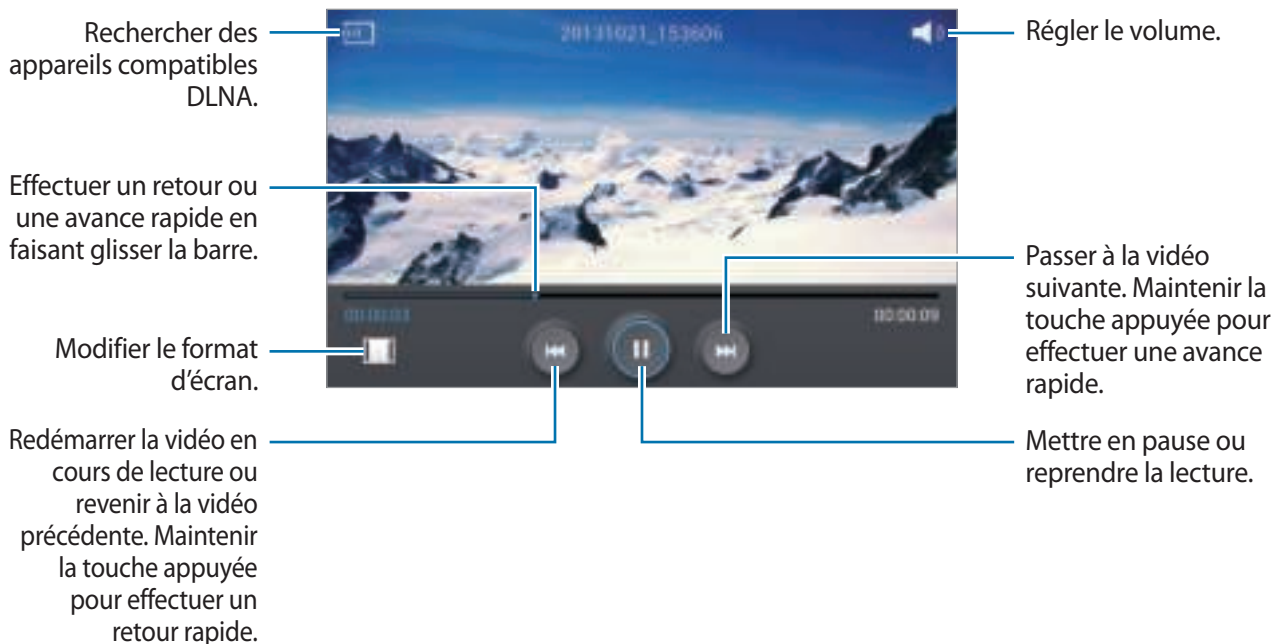 Rechercher des
appareils compatibles
DLNA.
20131021_153606
Régler le volume.
Effectuer un retour ou
une avance rapide en
faisant glisser la barre.
Passer à la vidéo
suivante. Maintenir la
touche appuyée pour
effectuer une avance
rapide.
00:00:03
00:00:09
Modifier le format
d’écran.
Redémarrer la vidéo en
cours de lecture ou
revenir à la vidéo
précédente. Maintenir
la touche appuyée
pour effectuer un
retour rapide.
Mettre en pause ou
reprendre la lecture.